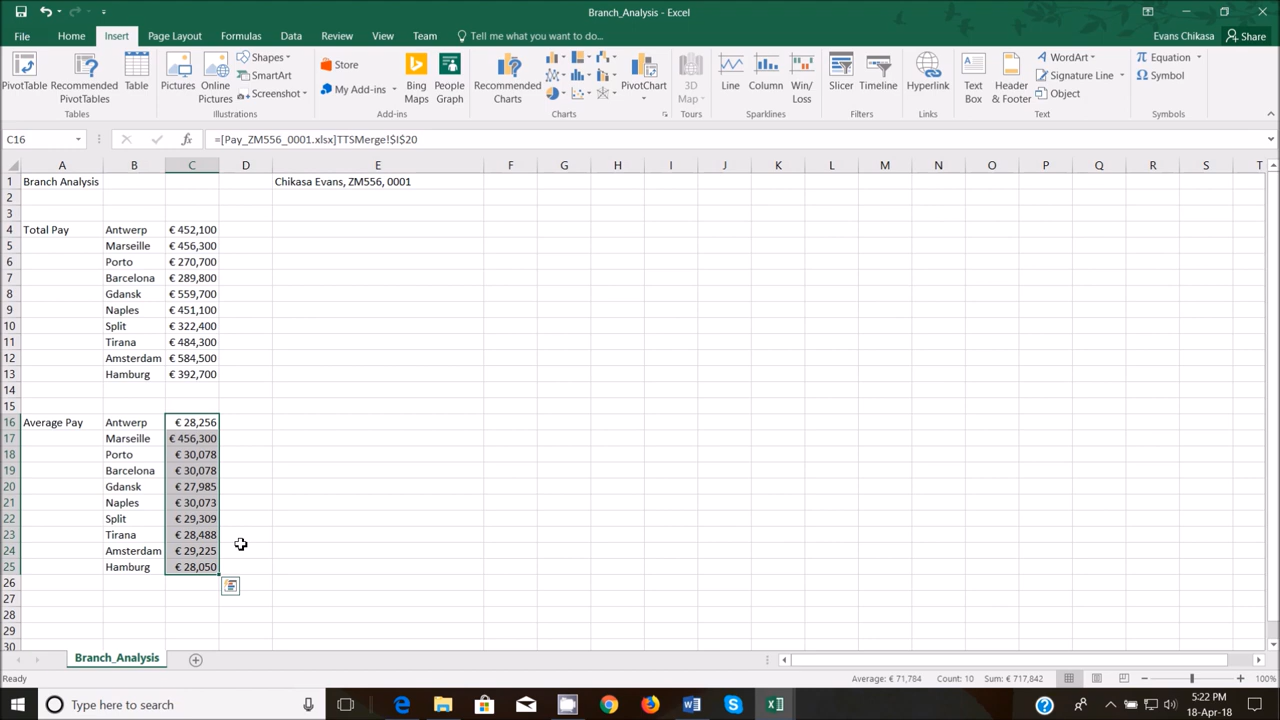 Branch_Analysis - Excel
File Home Insert Page Layout Formulas Data Review View Team Tell me what you want to do... Evans Chikasa Share
PivotTable Recommended PivotTables Table Pictures Online Pictures Shapes SmartArt Screenshot Store My Add-ins Bing Maps People Graph Recommended Charts PivotChart 3D Map Line Column Win/Loss Slicer Timeline Hyperlink Text Box Header & Footer WordArt Signature Line Object Equation Symbol
Tables Illustrations Add-ins Charts Tours Sparklines Filters Links Text Symbols
C16 fx =[Pay_ZM556_0001.xlsx]TTSMerge!$I$20
A B C D E F G H I J K L M N O P Q R S T
1 Branch Analysis Chikasa Evans, ZM556, 0001
2
3
4 Total Pay Antwerp € 452,100
5 Marseille € 456,300
6 Porto € 270,700
7 Barcelona € 289,800
8 Gdansk € 559,700
9 Naples € 451,100
10 Split € 322,400
11 Tirana € 484,300
12 Amsterdam € 584,500
13 Hamburg € 392,700
14
15
16 Average Pay Antwerp € 28,256
17 Marseille € 456,300
18 Porto € 30,078
19 Barcelona € 30,078
20 Gdansk € 27,985
21 Naples € 30,073
22 Split € 29,309
23 Tirana € 28,488
24 Amsterdam € 29,225
25 Hamburg € 28,050
26
27
28
29
30
Branch_Analysis
Ready Average: € 71,784 Count: 10 Sum: € 717,842 100%
Type here to search 5:22 PM
18-Apr-18